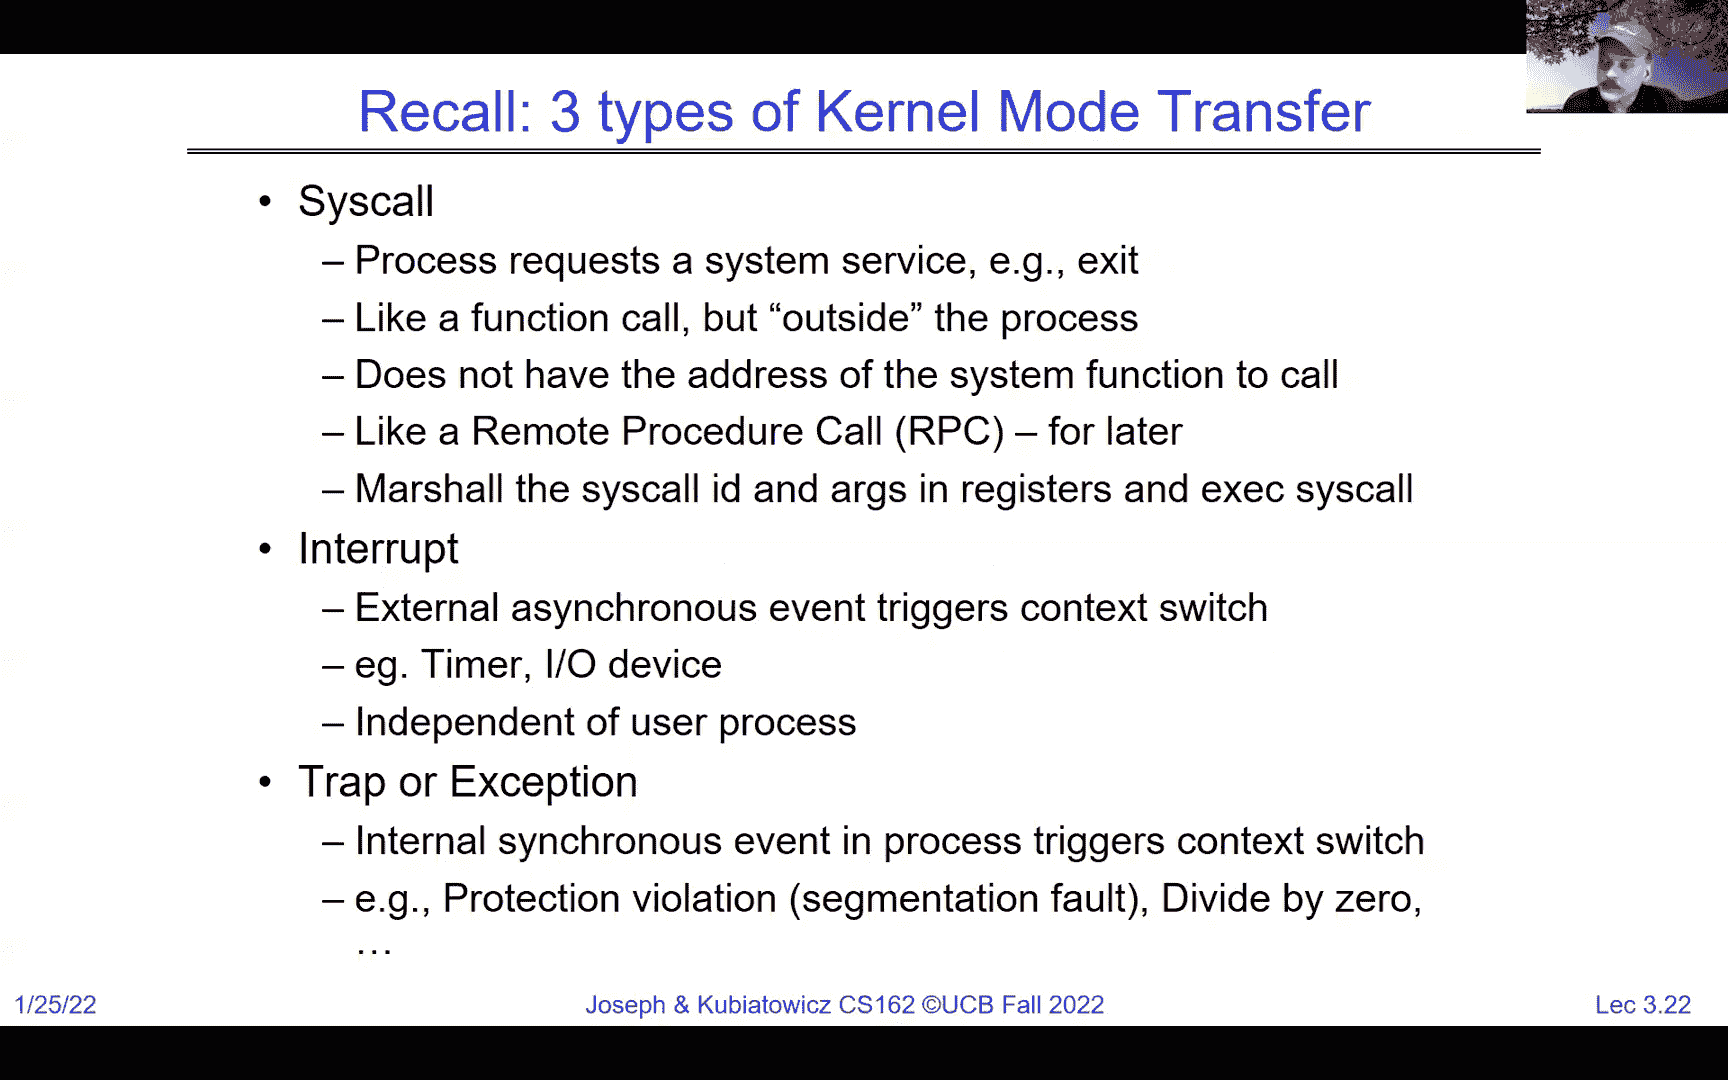 Recall: 3 types of Kernel Mode Transfer
• Syscall
– Process requests a system service, e.g., exit
– Like a function call, but “outside” the process
– Does not have the address of the system function to call
– Like a Remote Procedure Call (RPC) – for later
– Marshall the syscall id and args in registers and exec syscall
• Interrupt
– External asynchronous event triggers context switch
– eg. Timer, I/O device
– Independent of user process
• Trap or Exception
– Internal synchronous event in process triggers context switch
– e.g., Protection violation (segmentation fault), Divide by zero,
…
1/25/22
Joseph & Kubiatowicz CS162 ©UCB Fall 2022
Lec 3.22